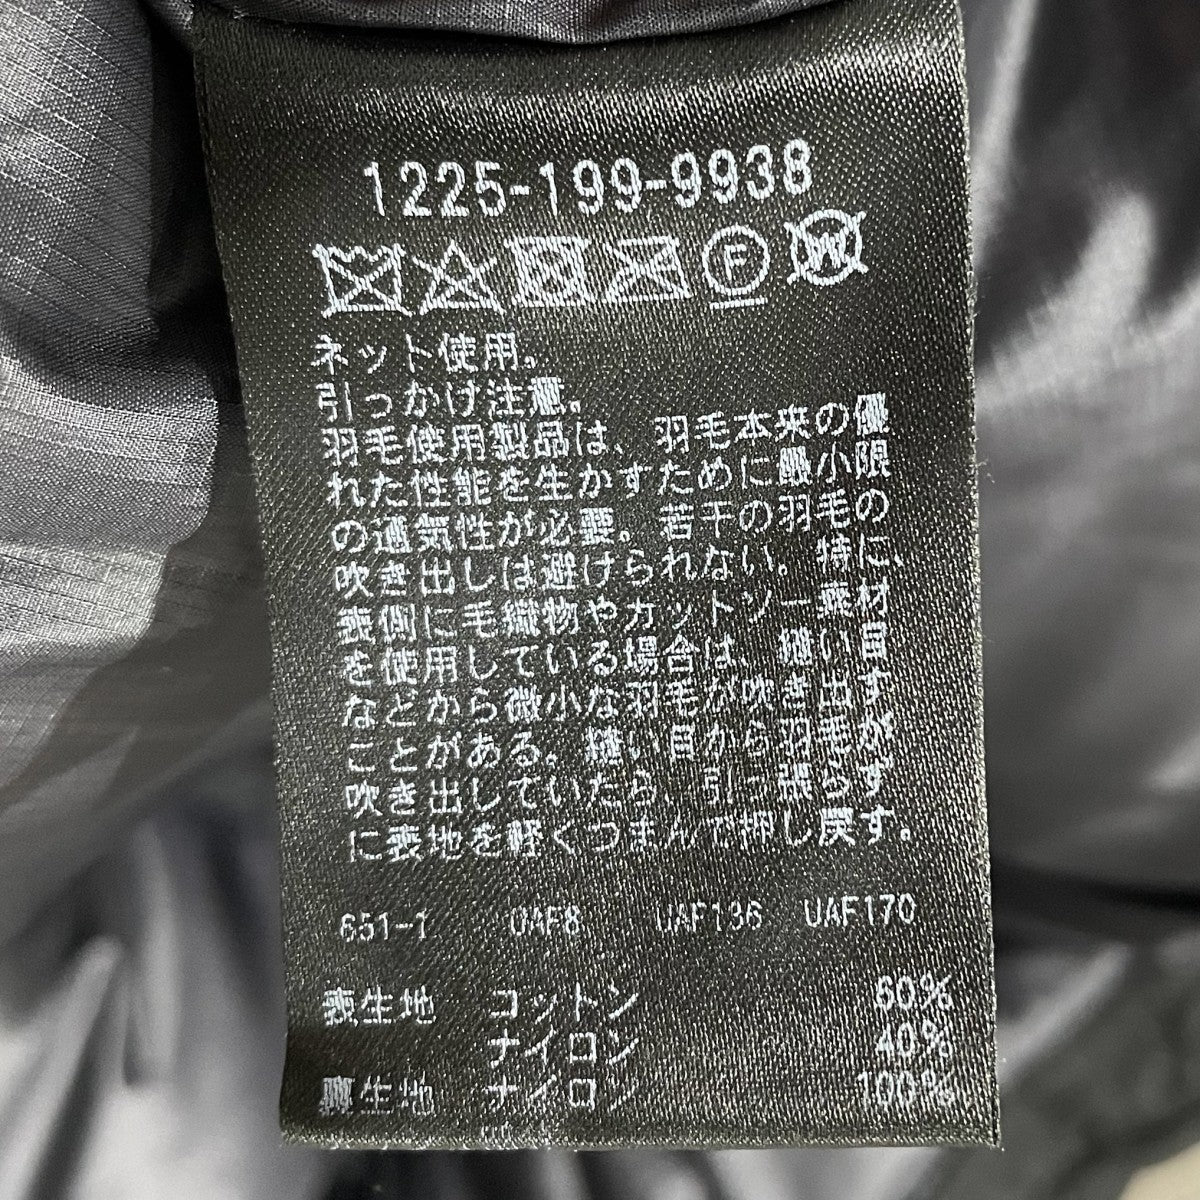 1225-199-9938
F W
ネット使用。
引っかけ注意。
羽毛使用製品は、羽毛本来の優
れた性能を生かすために最小限
の通気性が必要。若干の羽毛の
吹き出しは避けられない。特に、
表側に毛織物やカットソー素材
を使用している場合は、縫い目
などから微小な羽毛が吹き出す
ことがある。縫い目から羽毛が
吹き出していたら、引っ張らず
に表地を軽くつまんで押し戻す。
651-1 UAF8 UAF136 UAF170
表生地 コットン 60%
ナイロン 40%
裏生地 ナイロン 100%